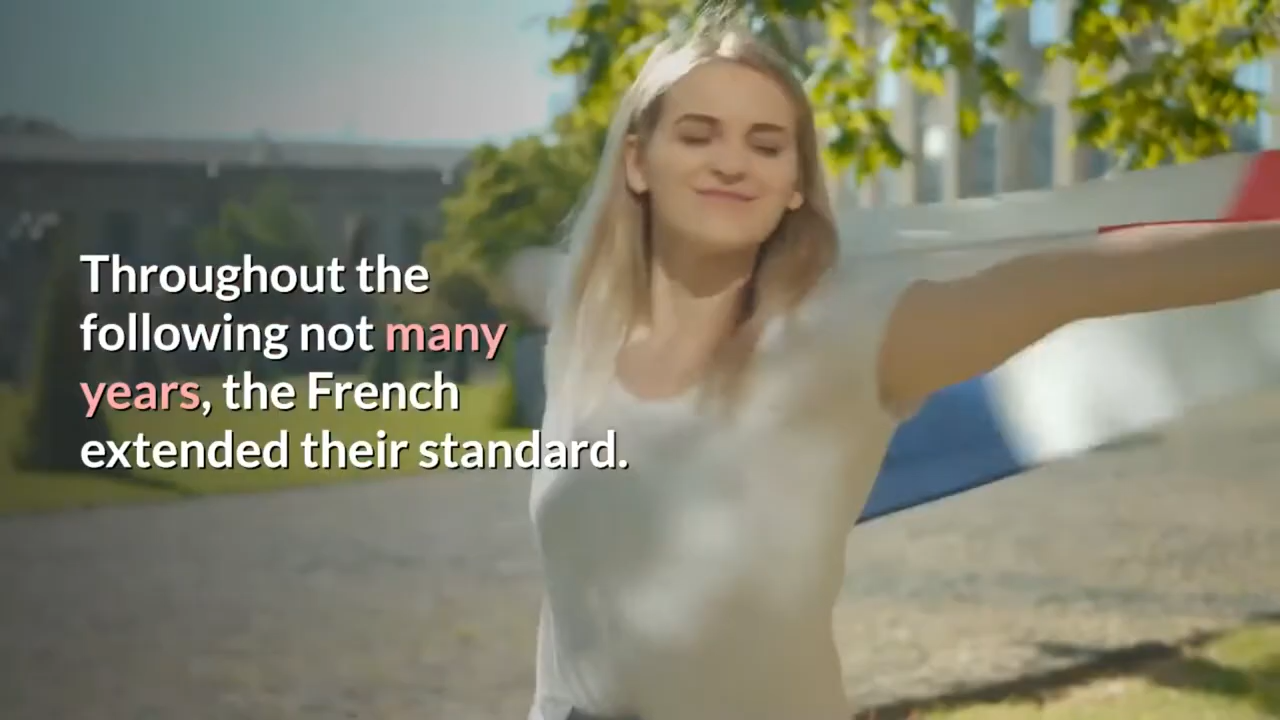 Throughout the
following not many
years, the French
extended their standard.